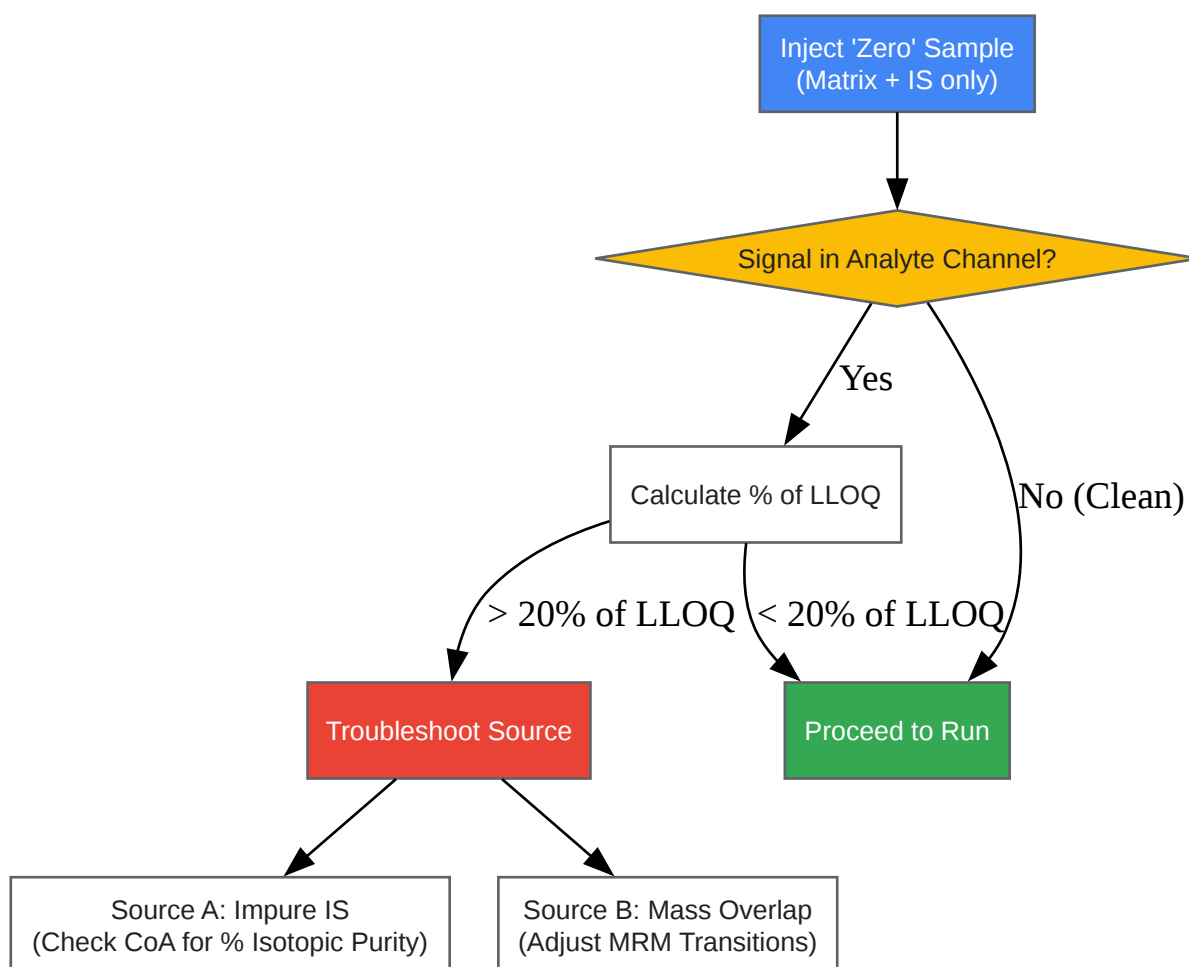 Inject 'Zero' Sample
(Matrix + IS only)
Signal in Analyte Channel?
Yes
Calculate % of LLOQ
No (Clean)
> 20% of LLOQ
< 20% of LLOQ
Troubleshoot Source
Proceed to Run
Source A: Impure IS
(Check CoA for % Isotopic Purity)
Source B: Mass Overlap
(Adjust MRM Transitions)